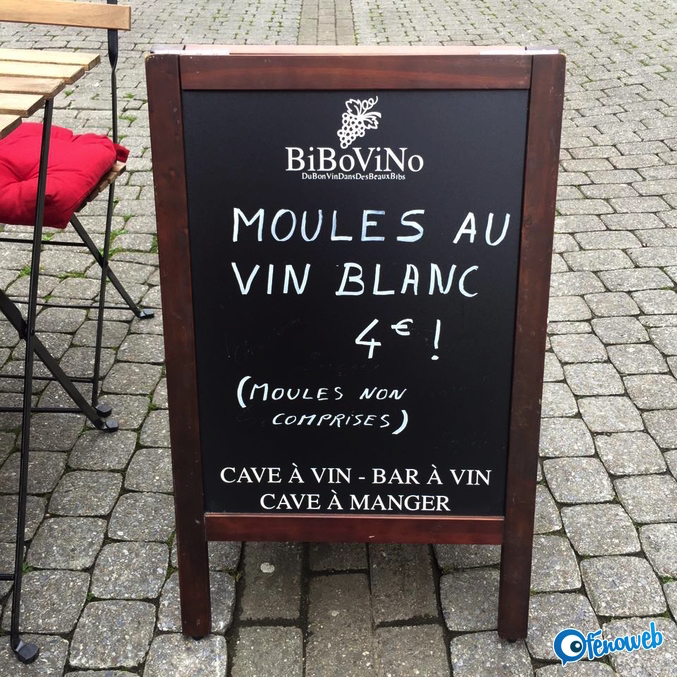 BiBoViNo
DuBonVinDansDesBeauxBibs
MOULES AU
VIN BLANC
4€ !
(MOULES NON
COMPRISES)
CAVE À VIN - BAR À VIN
CAVE À MANGER
Ofenoweb